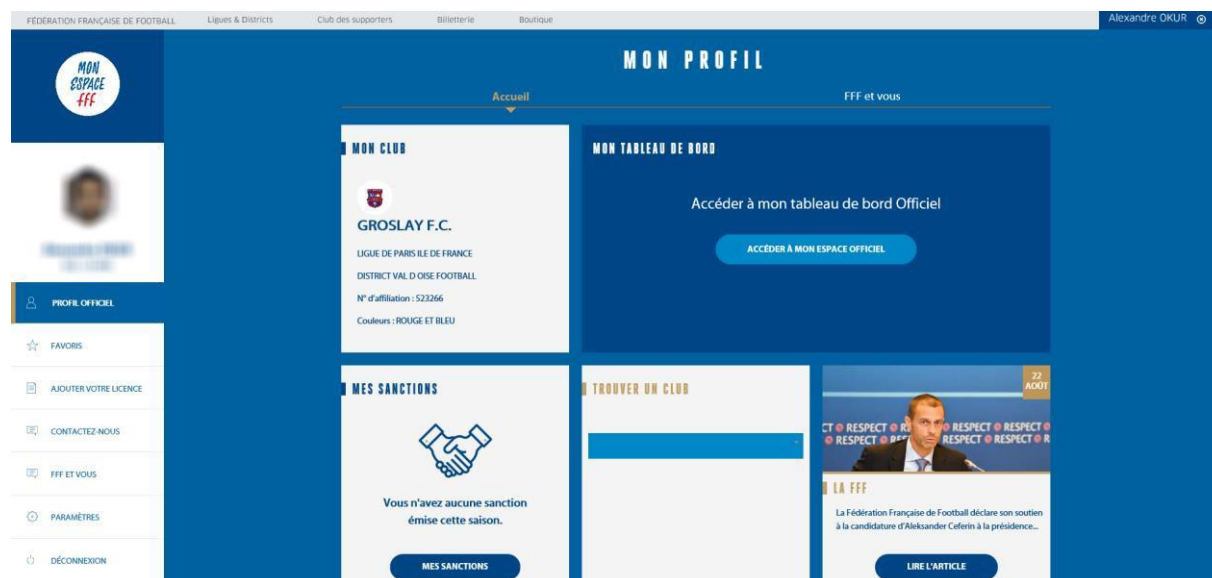 FÉDÉRATION FRANÇAISE DE FOOTBALL Ligues & Districts Club des supporters Billetterie Boutique Alexandre OKUR
MON
ESPACE
FFF
MON PROFIL
Accueil FFF et vous
PROFIL OFFICIEL
FAVORIS
AJOUTER VOTRE LICENCE
CONTACTEZ-NOUS
FFF ET VOUS
PARAMÈTRES
DÉCONNEXION
MON CLUB
GROSLAY F.C.
LIGUE DE PARIS ILE DE FRANCE
DISTRICT VAL D OISE FOOTBALL
N° d'affiliation : 523266
Couleurs : ROUGE ET BLEU
MON TABLEAU DE BORD
Accéder à mon tableau de bord Officiel
ACCÉDER À MON ESPACE OFFICIEL
MES SANCTIONS
Vous n'avez aucune sanction
émise cette saison.
MES SANCTIONS
TROUVER UN CLUB
22
AOÛT
RESPECT RESPECT RESPECT
RESPECT RESPECT RESPECT
LA FFF
La Fédération Française de Football déclare son soutien
à la candidature d'Aleksander Ceferin à la présidence...
LIRE L'ARTICLE